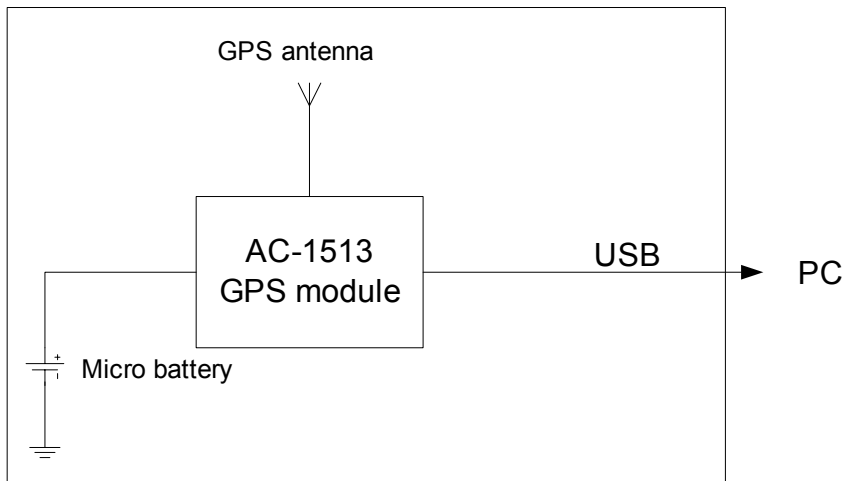 GPS antenna
AC-1513
GPS module
USB
PC
+
-
Micro battery